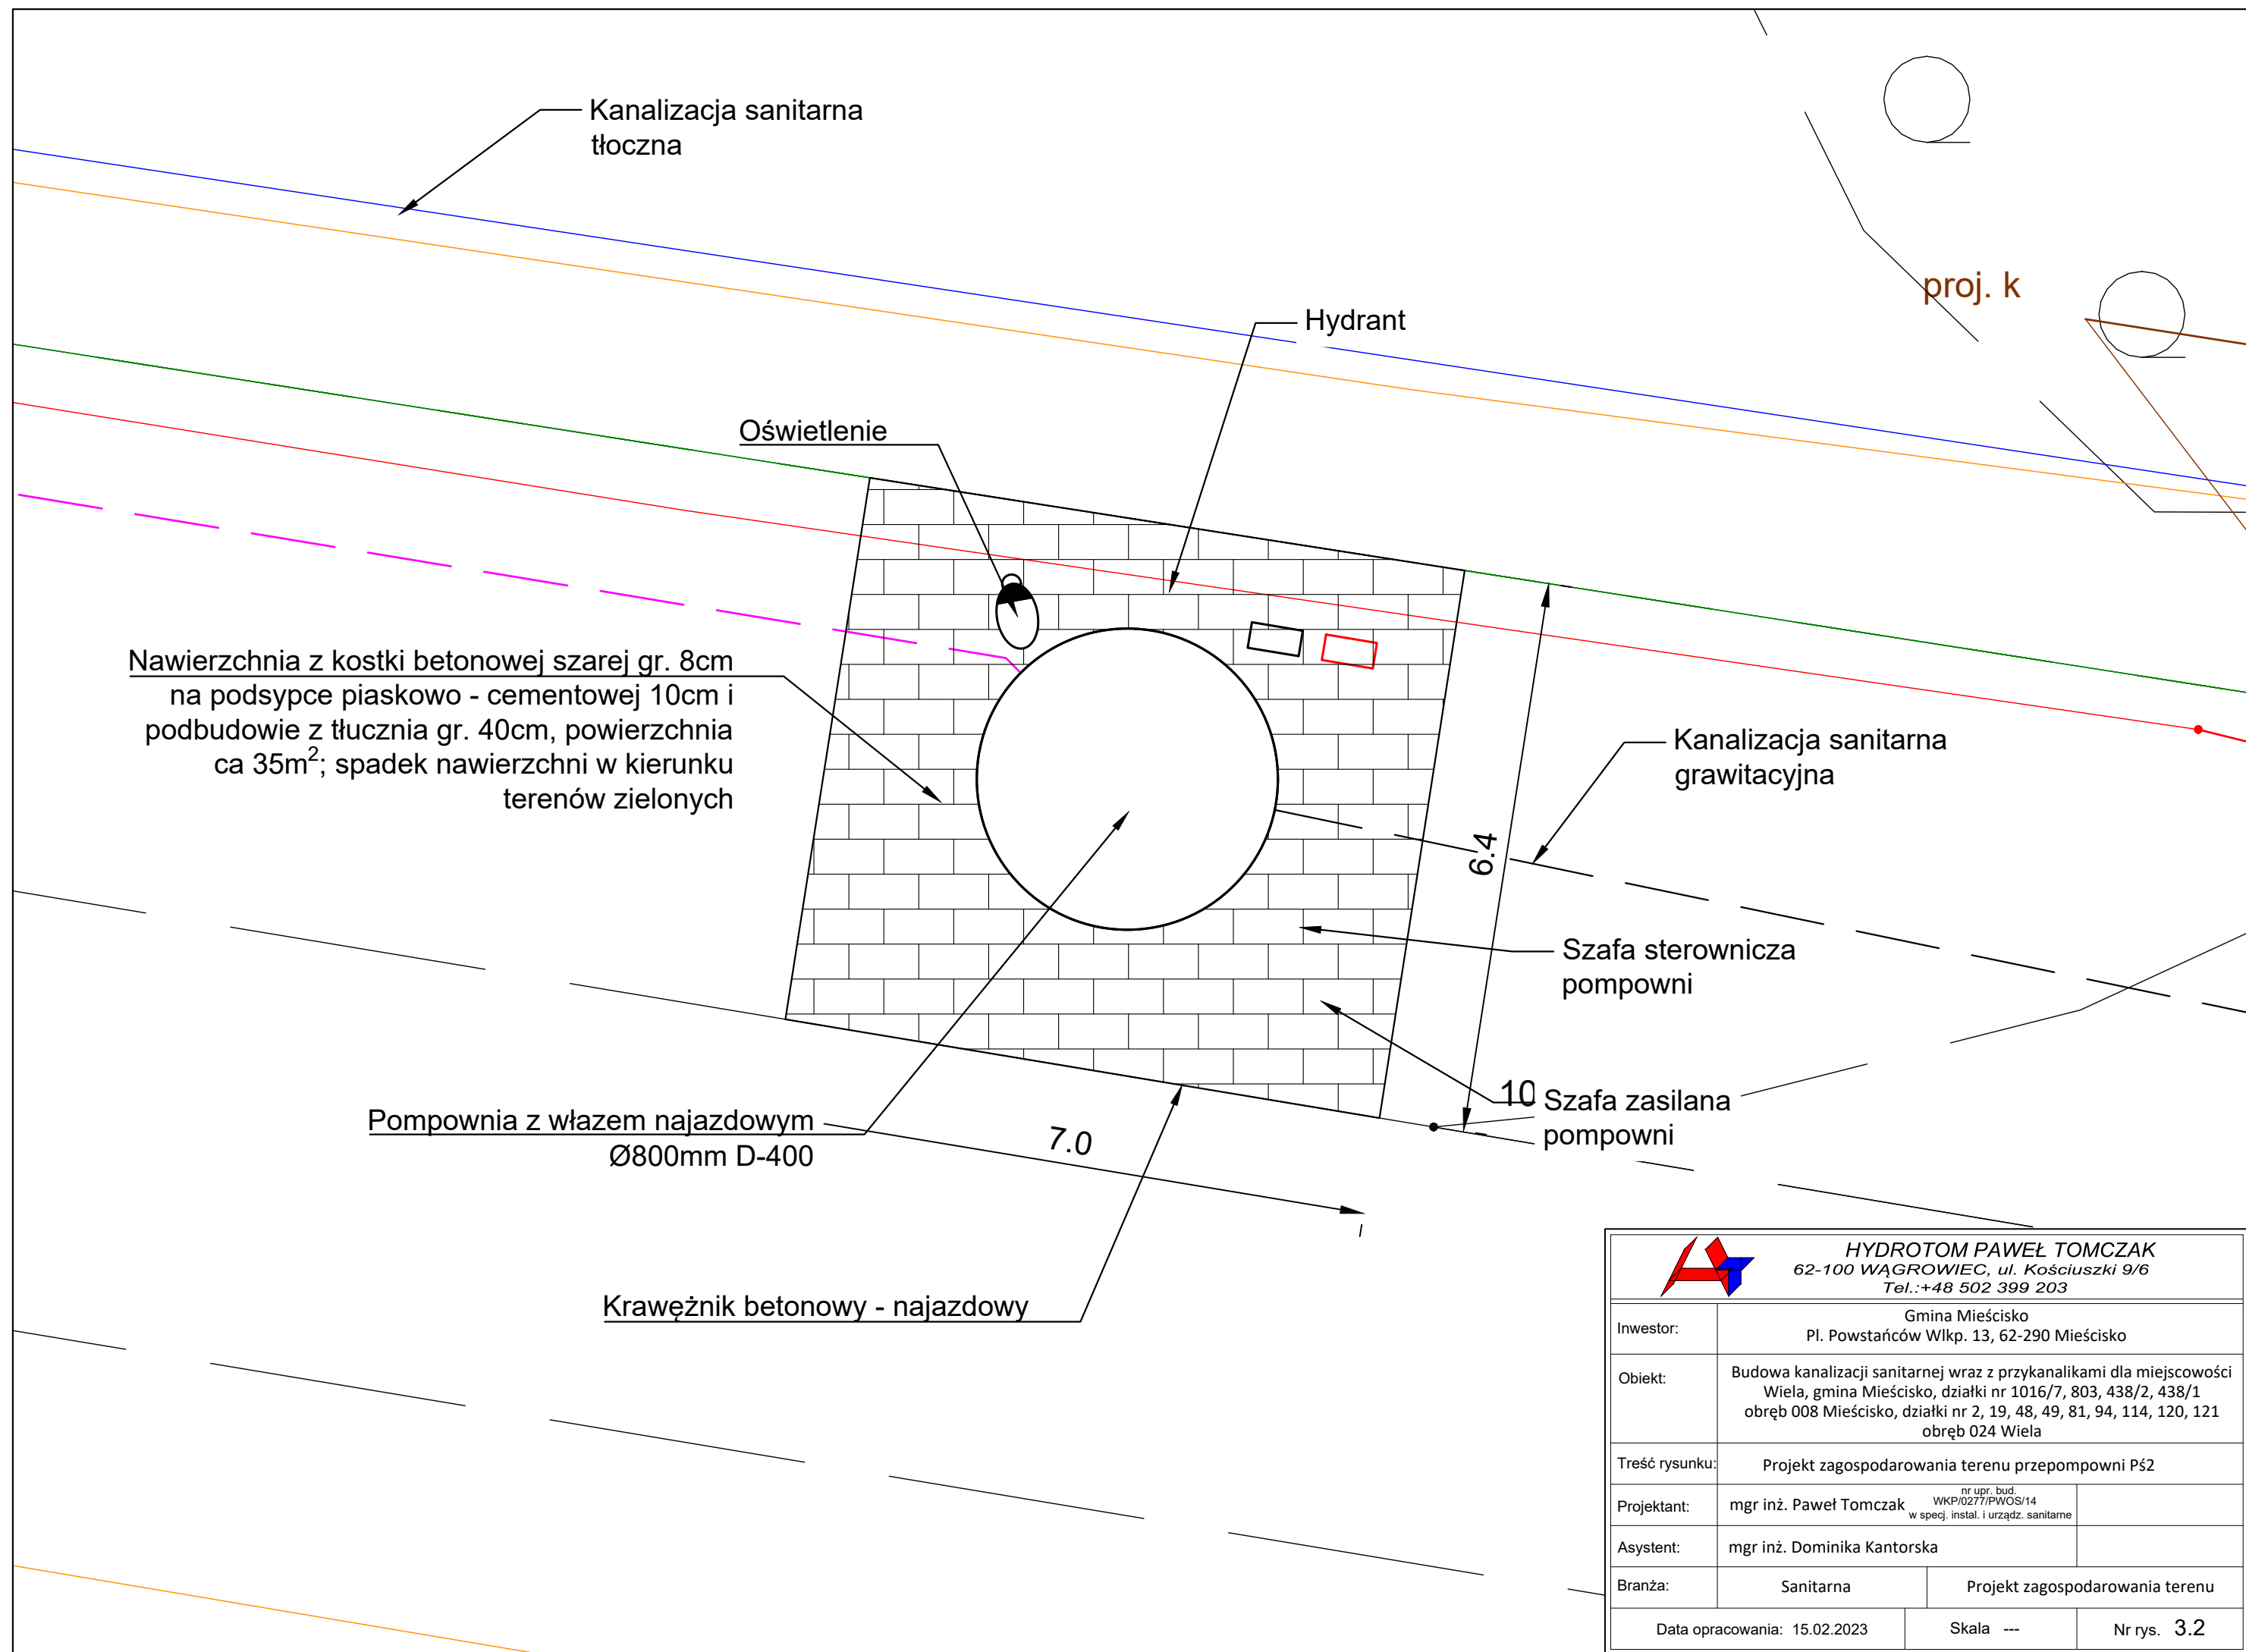 Kanalizacja sanitarna
tłoczna
proj. k
Hydrant
Oświetlenie
Nawierzchnia z kostki betonowej szarej gr. 8cm
na podsypce piaskowo - cementowej 10cm i
podbudowie z tłucznia gr. 40cm, powierzchnia
ca 35m²; spadek nawierzchni w kierunku
terenów zielonych
Kanalizacja sanitarna
grawitacyjna
6.4
Szafa sterownicza
pompowni
10
Szafa zasilana
pompowni
Pompownia z włazem najazdowym
Ø800mm D-400
7.0
Krawężnik betonowy - najazdowy
HYDROTOM PAWEŁ TOMCZAK
62-100 WĄGROWIEC, ul. Kościuszki 9/6
Tel.:+48 502 399 203
Inwestor:
Gmina Mieścisko
Pl. Powstańców Wlkp. 13, 62-290 Mieścisko
Obiekt:
Budowa kanalizacji sanitarnej wraz z przykanalikami dla miejscowości
Wiela, gmina Mieścisko, działki nr 1016/7, 803, 438/2, 438/1
obręb 008 Mieścisko, działki nr 2, 19, 48, 49, 81, 94, 114, 120, 121
obręb 024 Wiela
Treść rysunku:
Projekt zagospodarowania terenu przepompowni Pś2
Projektant:
mgr inż. Paweł Tomczak
nr upr. bud.
WKP/0277/PWOS/14
w specj. instal. i urządz. sanitarne
Asystent:
mgr inż. Dominika Kantorska
Branża:
Sanitarna
Projekt zagospodarowania terenu
Data opracowania: 15.02.2023
Skala ---
Nr rys. 3.2